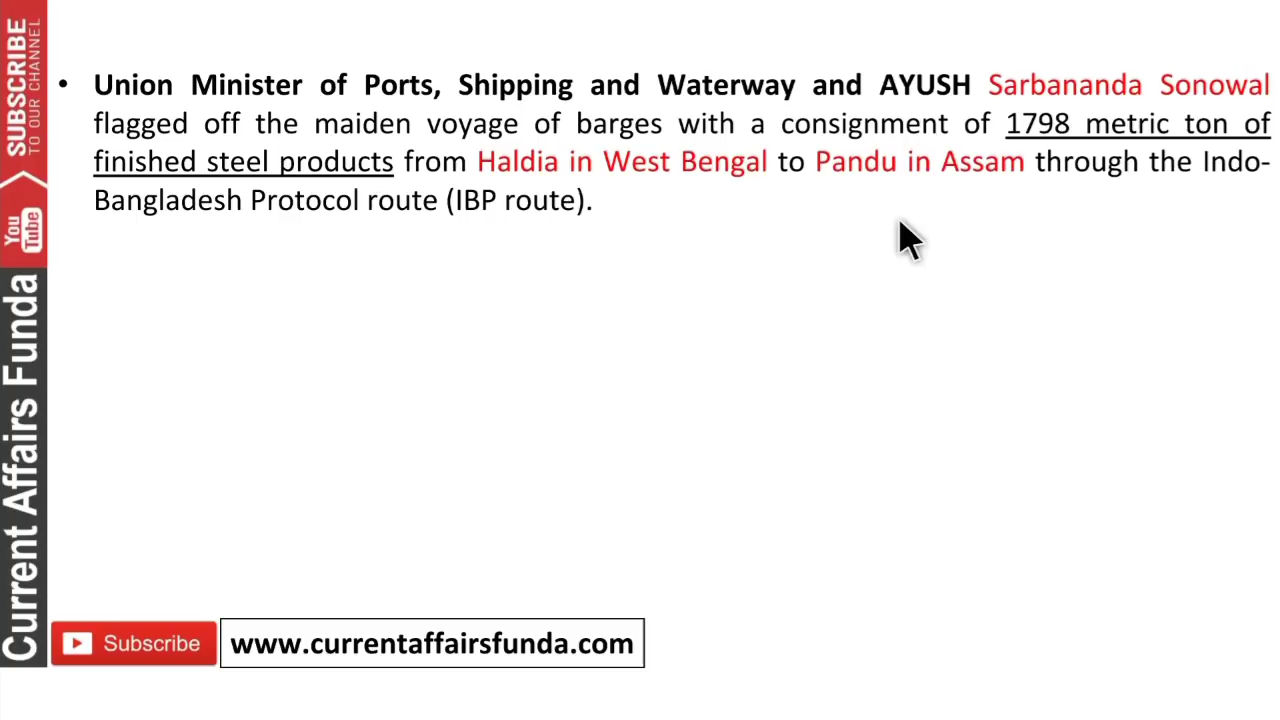 SUBSCRIBE
TO OUR CHANNEL
You
Tube
Current Affairs Funda
• Union Minister of Ports, Shipping and Waterway and AYUSH Sarbananda Sonowal
flagged off the maiden voyage of barges with a consignment of 1798 metric ton of
finished steel products from Haldia in West Bengal to Pandu in Assam through the Indo-
Bangladesh Protocol route (IBP route).
Subscribe
www.currentaffairsfunda.com